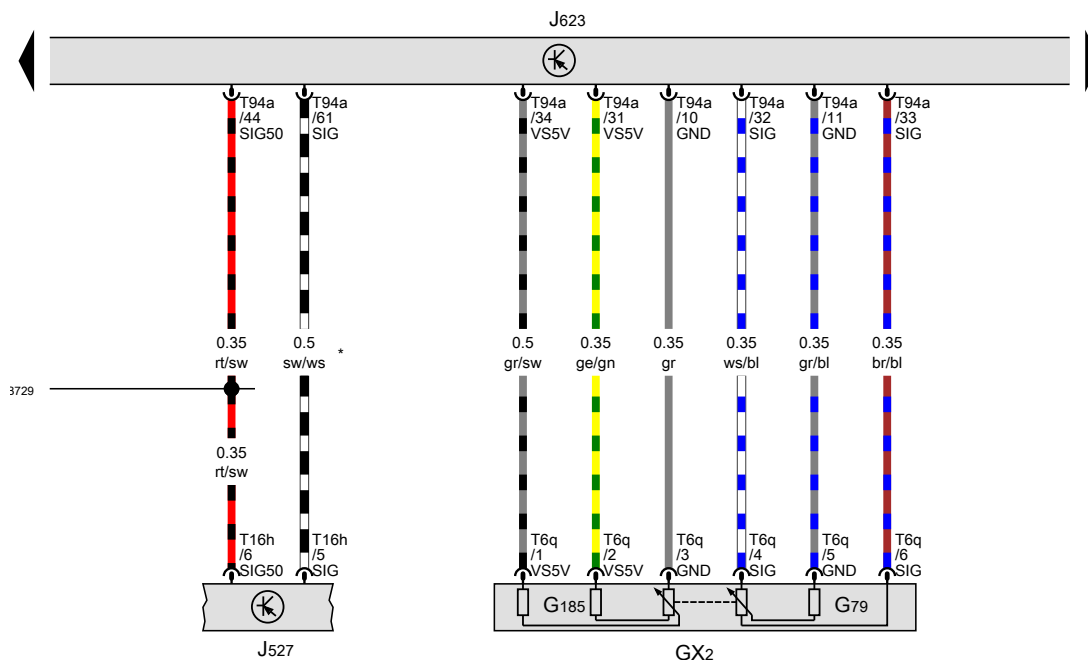 J623
T94a
/44
SIG50
T94a
/61
SIG
T94a
/34
VS5V
T94a
/31
VS5V
T94a
/10
GND
T94a
/32
SIG
T94a
/11
GND
T94a
/33
SIG
0.35
rt/sw
0.5
sw/ws *
0.5
gr/sw
0.35
ge/gn
0.35
gr
0.35
ws/bl
0.35
gr/bl
0.35
br/bl
3729
0.35
rt/sw
T16h
/6
SIG50
T16h
/5
SIG
T6q
/1
VS5V
T6q
/2
VS5V
T6q
/3
GND
T6q
/4
SIG
T6q
/5
GND
T6q
/6
SIG
G185
G79
J527
GX2